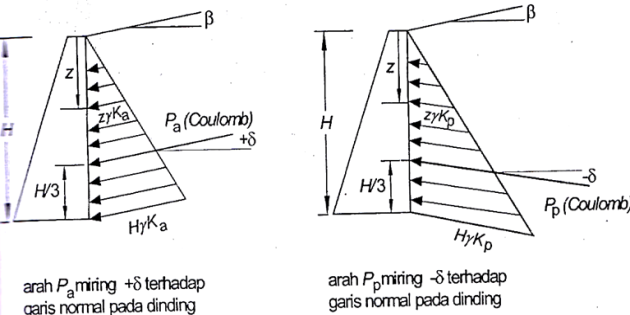 β
z
H
zγKa
Pa (Coulomb)
+δ
H/3
HγKa
arah Pa miring +δ terhadap
garis normal pada dinding
β
z
H
zγKp
H/3
-δ
Pp (Coulomb)
HγKp
arah Pp miring -δ terhadap
garis normal pada dinding